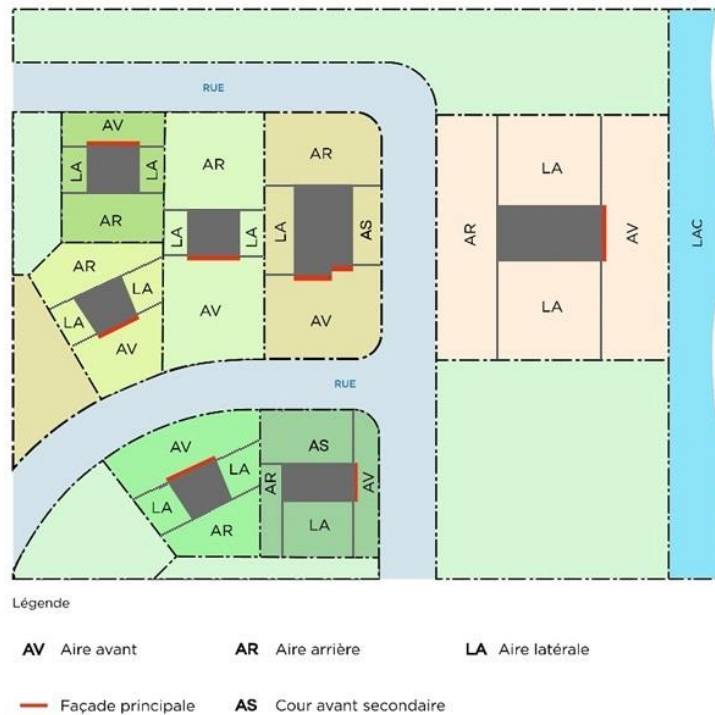 RUE
AV
LA
LA
AR
AR
LA
LA
AV
AR
LA
AS
AV
AR
LA
LA
AV
AR
LA
LA
AV
LAC
RUE
AV
LA
LA
AR
AS
AR
AV
LA
Légende
AV Aire avant
AR Aire arrière
LA Aire latérale
Façade principale
AS Cour avant secondaire